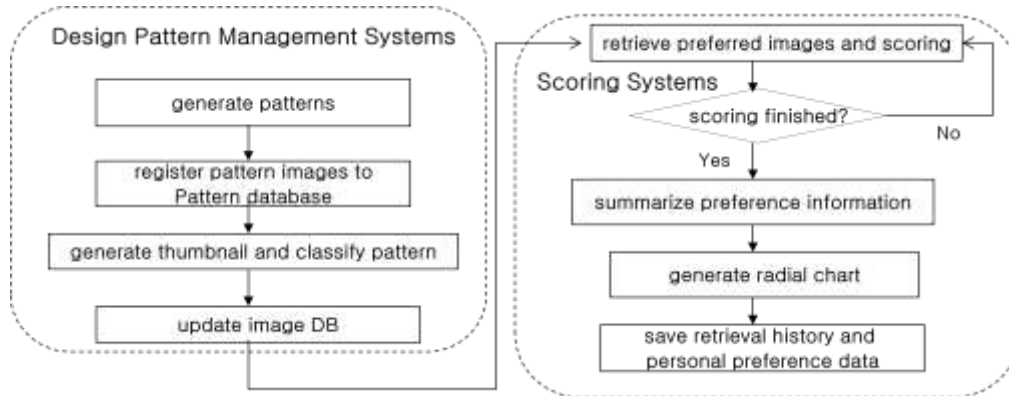 Design Pattern Management Systems
generate patterns
register pattern images to
Pattern database
generate thumbnail and classify pattern
update image DB
retrieve preferred images and scoring
Scoring Systems
scoring finished?
No
Yes
summarize preference information
generate radial chart
save retrieval history and
personal preference data